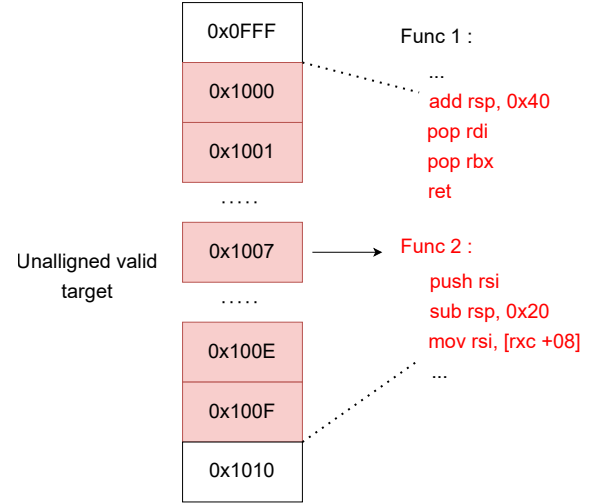 0x0FFF
0x1000
0x1001
.....
Unalligned valid
target
0x1007
.....
0x100E
0x100F
0x1010
Func 1 :
...
add rsp, 0x40
pop rdi
pop rbx
ret
Func 2 :
push rsi
sub rsp, 0x20
mov rsi, [rxc +08]
...